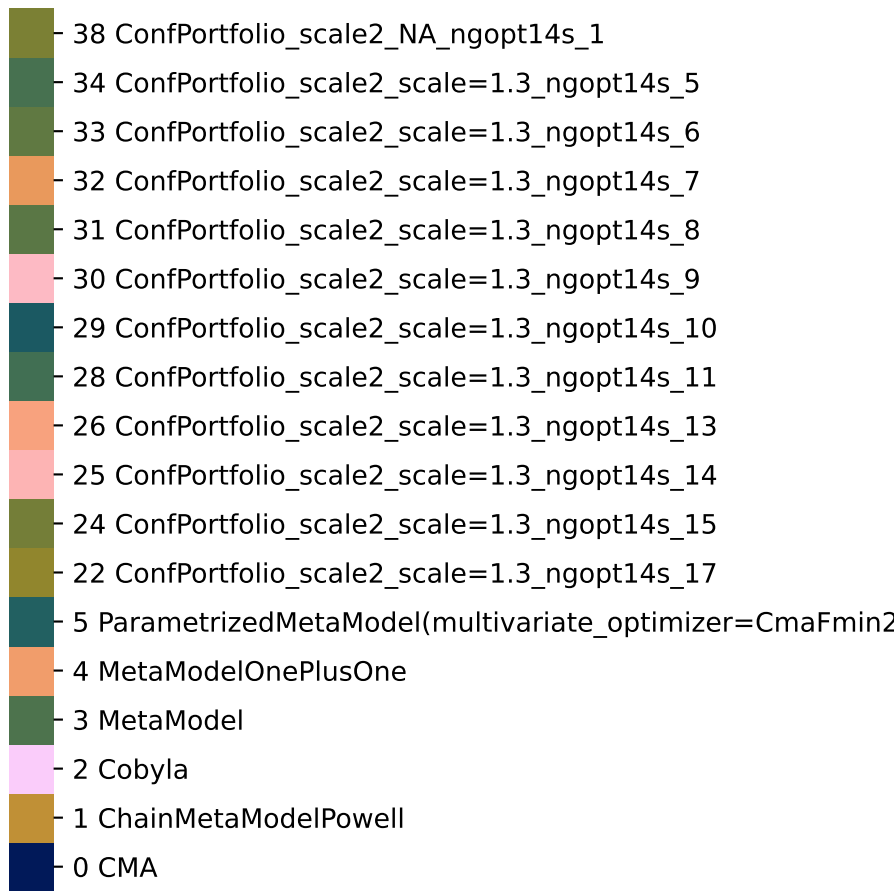 38 ConfPortfolio_scale2_NA_ngopt14s_1
34 ConfPortfolio_scale2_scale=1.3_ngopt14s_5
33 ConfPortfolio_scale2_scale=1.3_ngopt14s_6
32 ConfPortfolio_scale2_scale=1.3_ngopt14s_7
31 ConfPortfolio_scale2_scale=1.3_ngopt14s_8
30 ConfPortfolio_scale2_scale=1.3_ngopt14s_9
29 ConfPortfolio_scale2_scale=1.3_ngopt14s_10
28 ConfPortfolio_scale2_scale=1.3_ngopt14s_11
26 ConfPortfolio_scale2_scale=1.3_ngopt14s_13
25 ConfPortfolio_scale2_scale=1.3_ngopt14s_14
24 ConfPortfolio_scale2_scale=1.3_ngopt14s_15
22 ConfPortfolio_scale2_scale=1.3_ngopt14s_17
5 ParametrizedMetaModel(multivariate_optimizer=CmaFmin2
4 MetaModelOnePlusOne
3 MetaModel
2 Cobyla
1 ChainMetaModelPowell
0 CMA